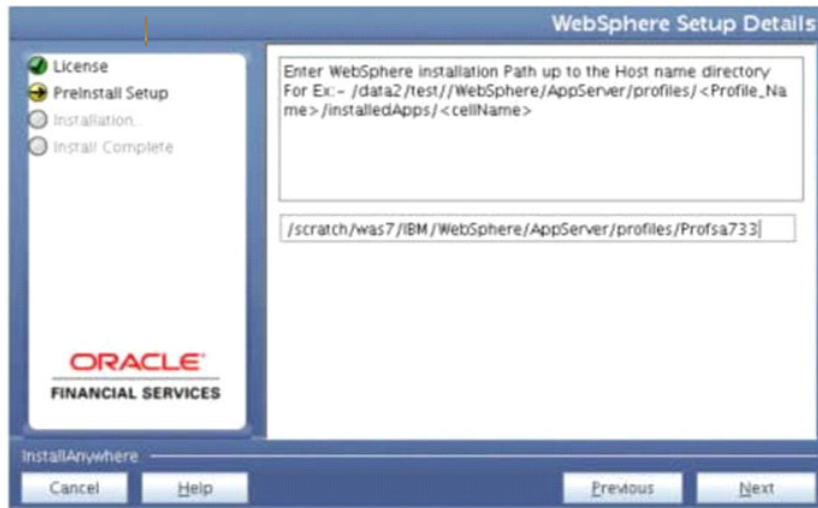 WebSphere Setup Details
License
PreInstall Setup
Installation...
Install Complete
Enter WebSphere installation Path up to the Host name directory
For Ex:- /data2/test//WebSphere/AppServer/profiles/<Profile_Na
me>/installedApps/<cellName>
/scratch/was7/IBM/WebSphere/AppServer/profiles/Profsa733
ORACLE
FINANCIAL SERVICES
InstallAnywhere
Cancel
Help
Previous
Next